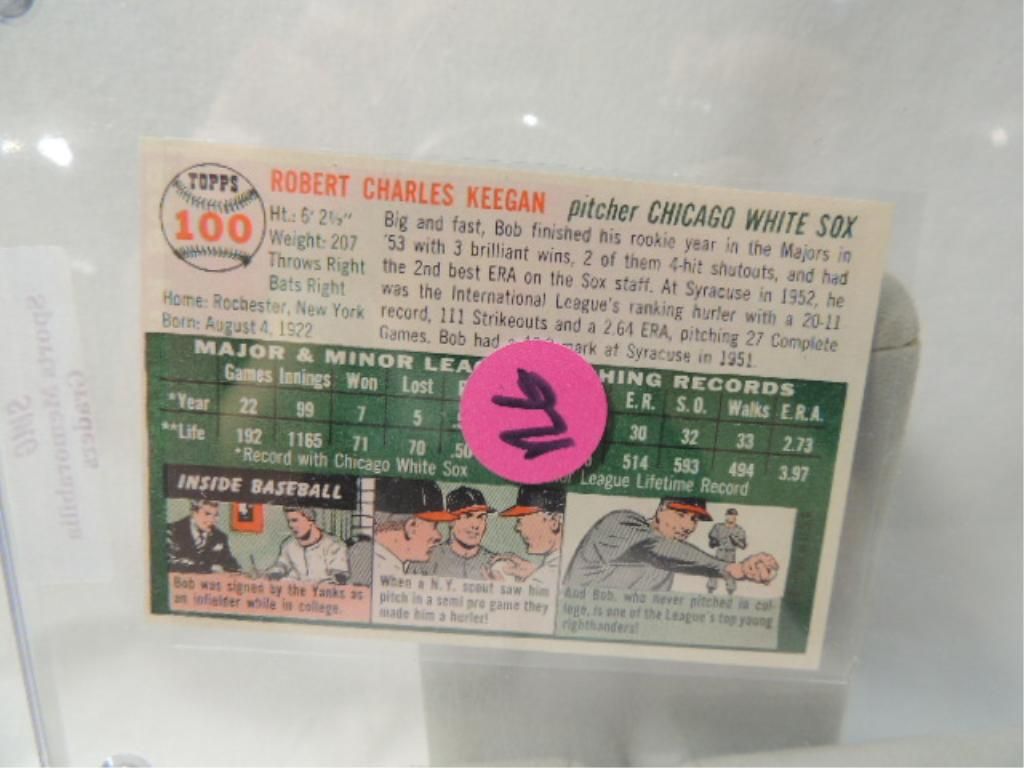 TOPPS
100
ROBERT CHARLES KEEGAN pitcher CHICAGO WHITE SOX
Ht.: 6' 2½"
Weight: 207
Throws Right
Bats Right
Home: Rochester, New York
Born: August 4, 1922
Big and fast, Bob finished his rookie year in the Majors in
'53 with 3 brilliant wins, 2 of them 4-hit shutouts, and had
the 2nd best ERA on the Sox staff. At Syracuse in 1952, he
was the International League's ranking hurler with a 20-11
record, 111 Strikeouts and a 2.64 ERA, pitching 27 Complete
Games. Bob had mark at Syracuse in 1951.
MAJOR & MINOR LEA HING RECORDS
Games Innings Won Lost E.R. S.O. Walks E.R.A.
*Year 22 99 7 5 30 32 33 2.73
**Life 192 1165 71 70 .50 514 593 494 3.97
*Record with Chicago White Sox League Lifetime Record
INSIDE BASEBALL
Bob was signed by the Yanks as
an infielder while in college.
When a N.Y. scout saw him
pitch in a semi pro game they
made him a hurler!
And Bob, who never pitched in col-
lege, is one of the League's top young
righthanders!
Sports Memorabilia